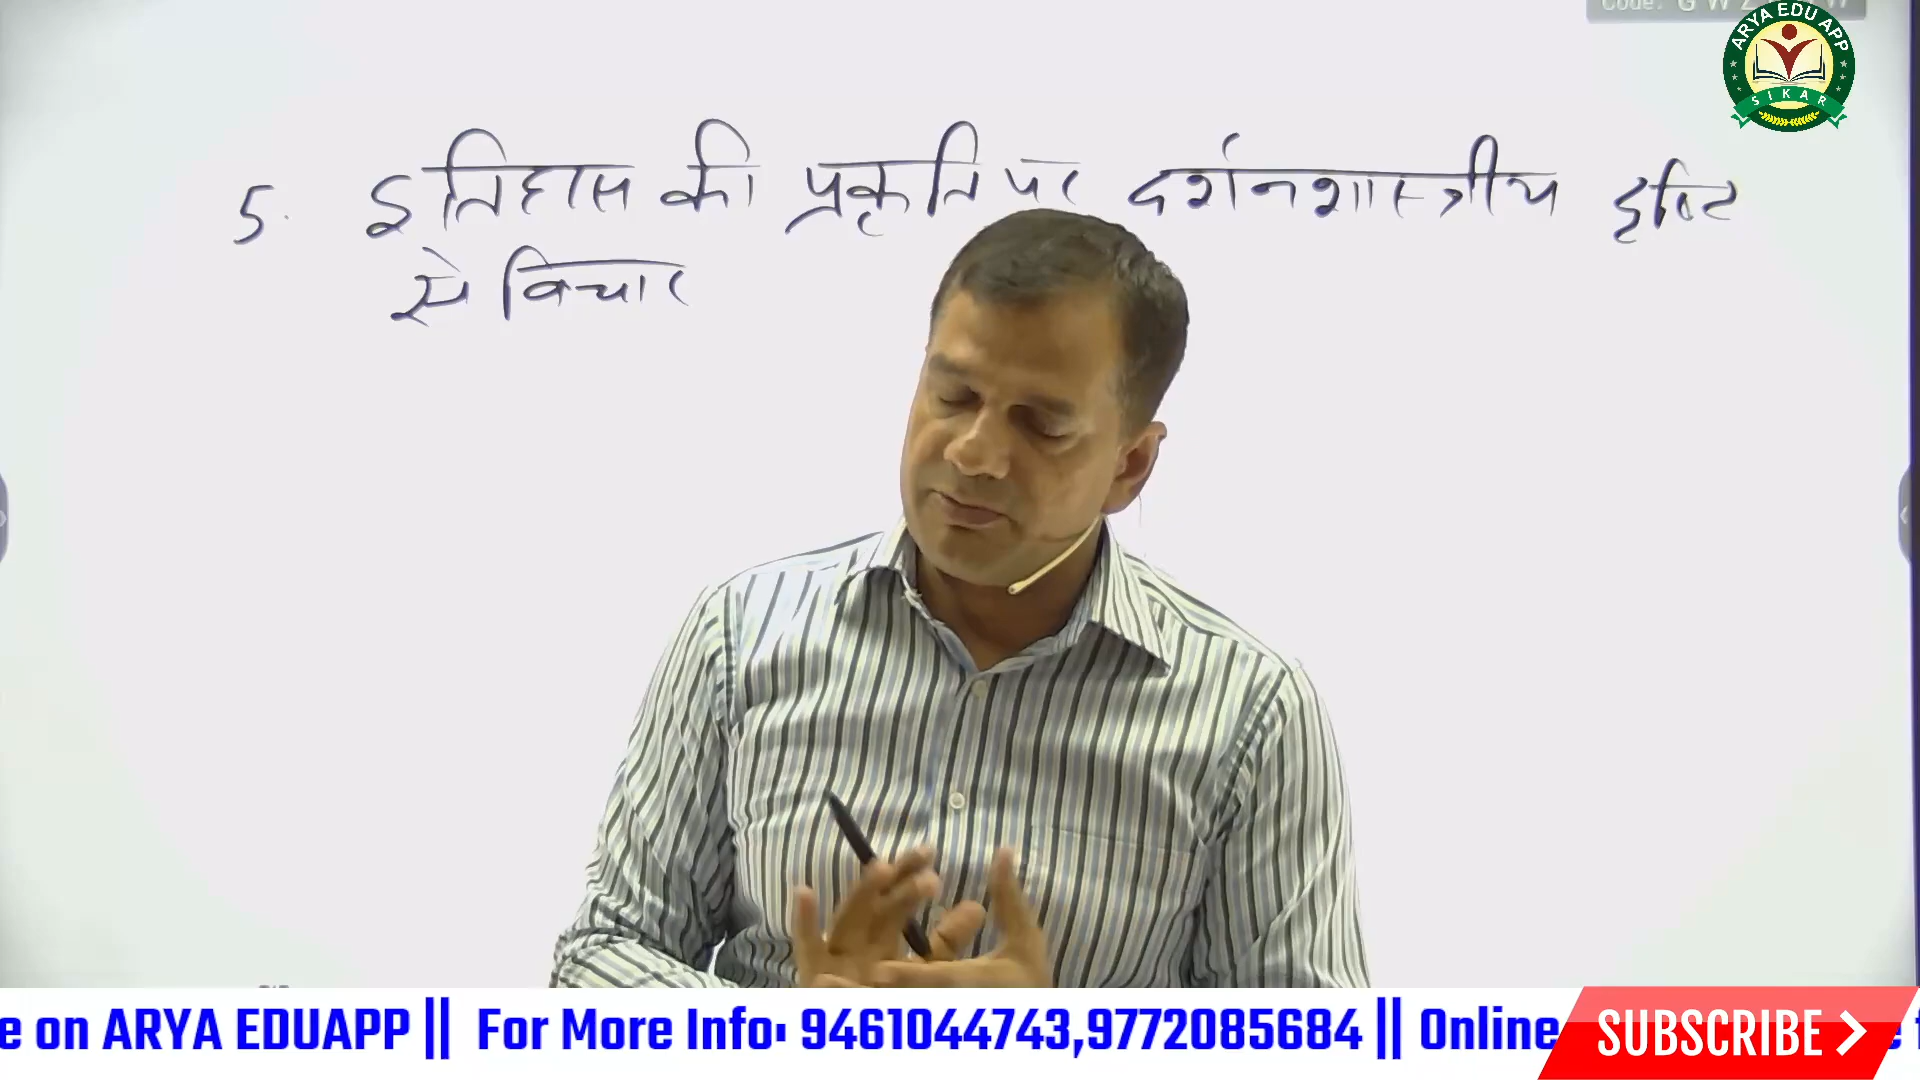 Code: G W Z
ARYA EDU APP
SIKAR
5. इतिहास की प्रकृति पर दर्शनशास्त्रीय दृष्टि
से विचार
e on ARYA EDUAPP || For More Info: 9461044743,9772085684 || Online
SUBSCRIBE